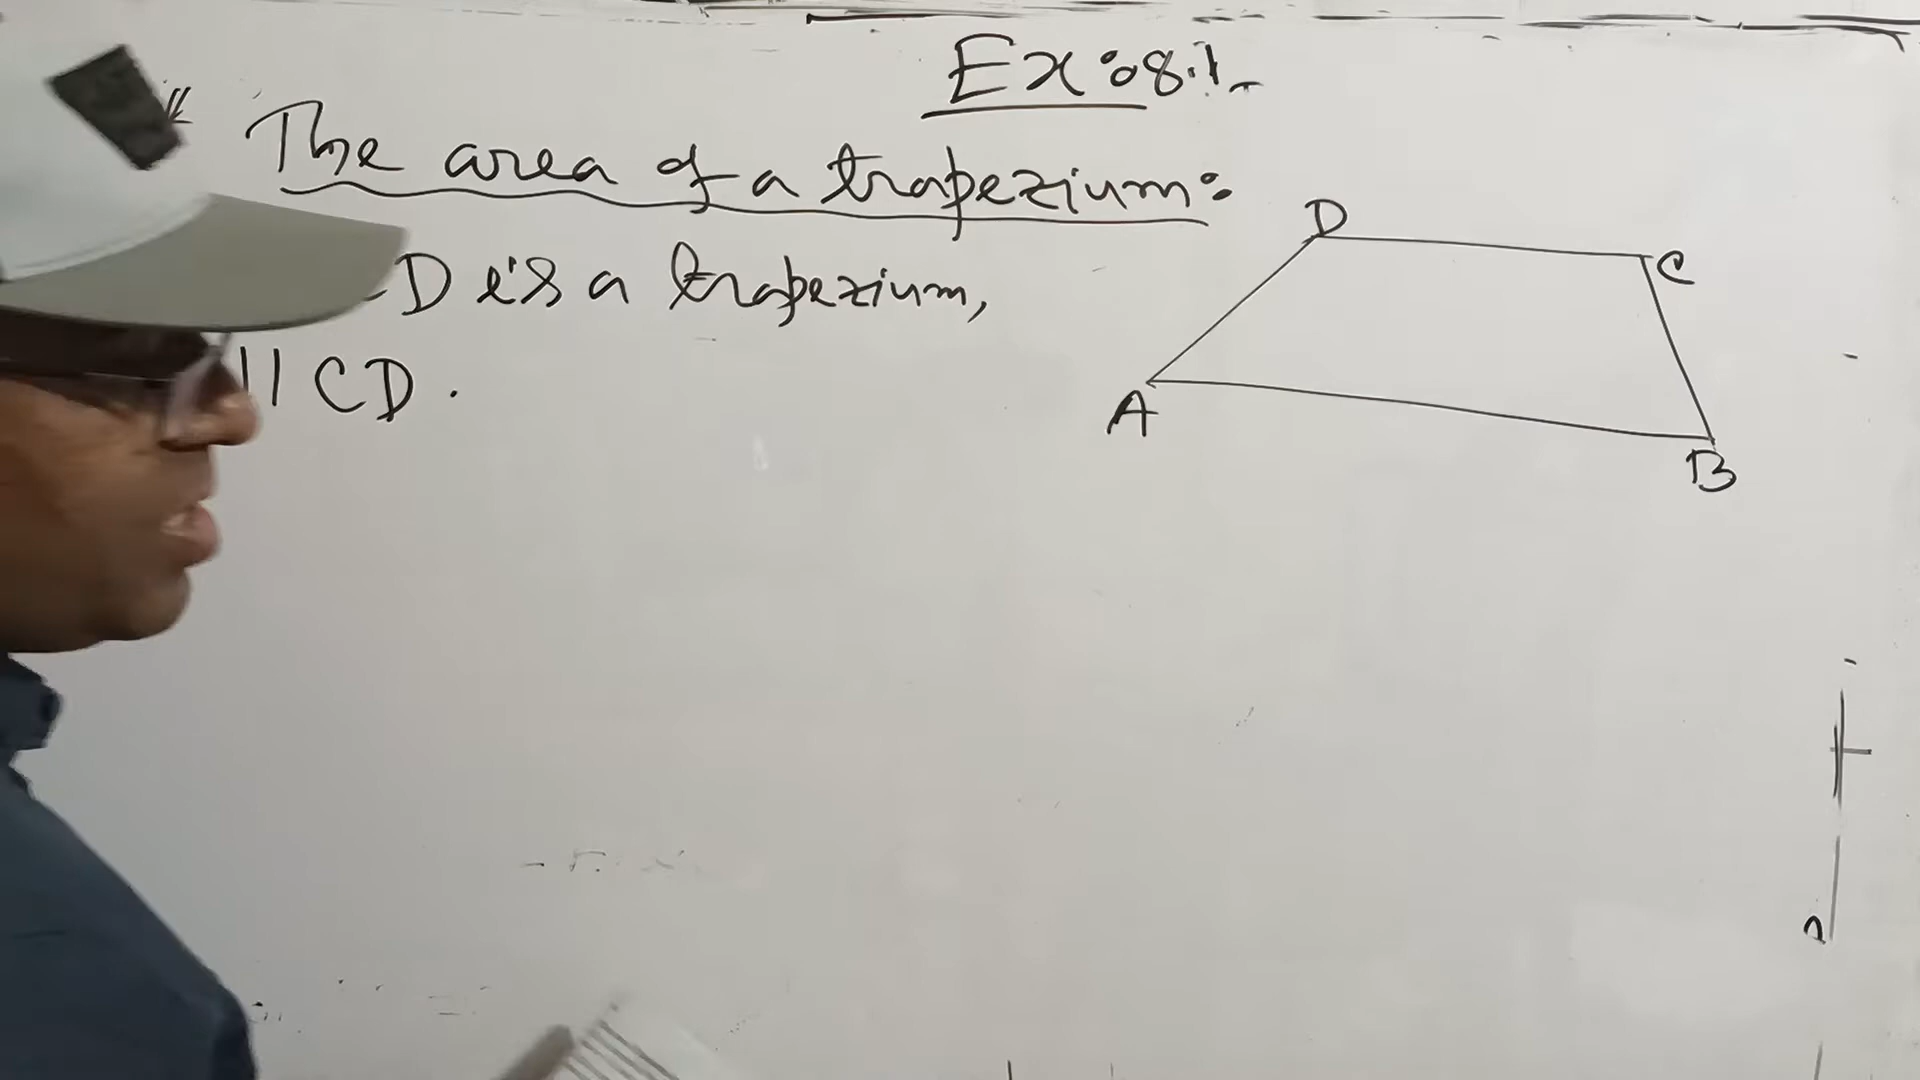 Ex: 8.1
The area of a trapezium:
D is a trapezium,
|| CD.
D
C
A
B